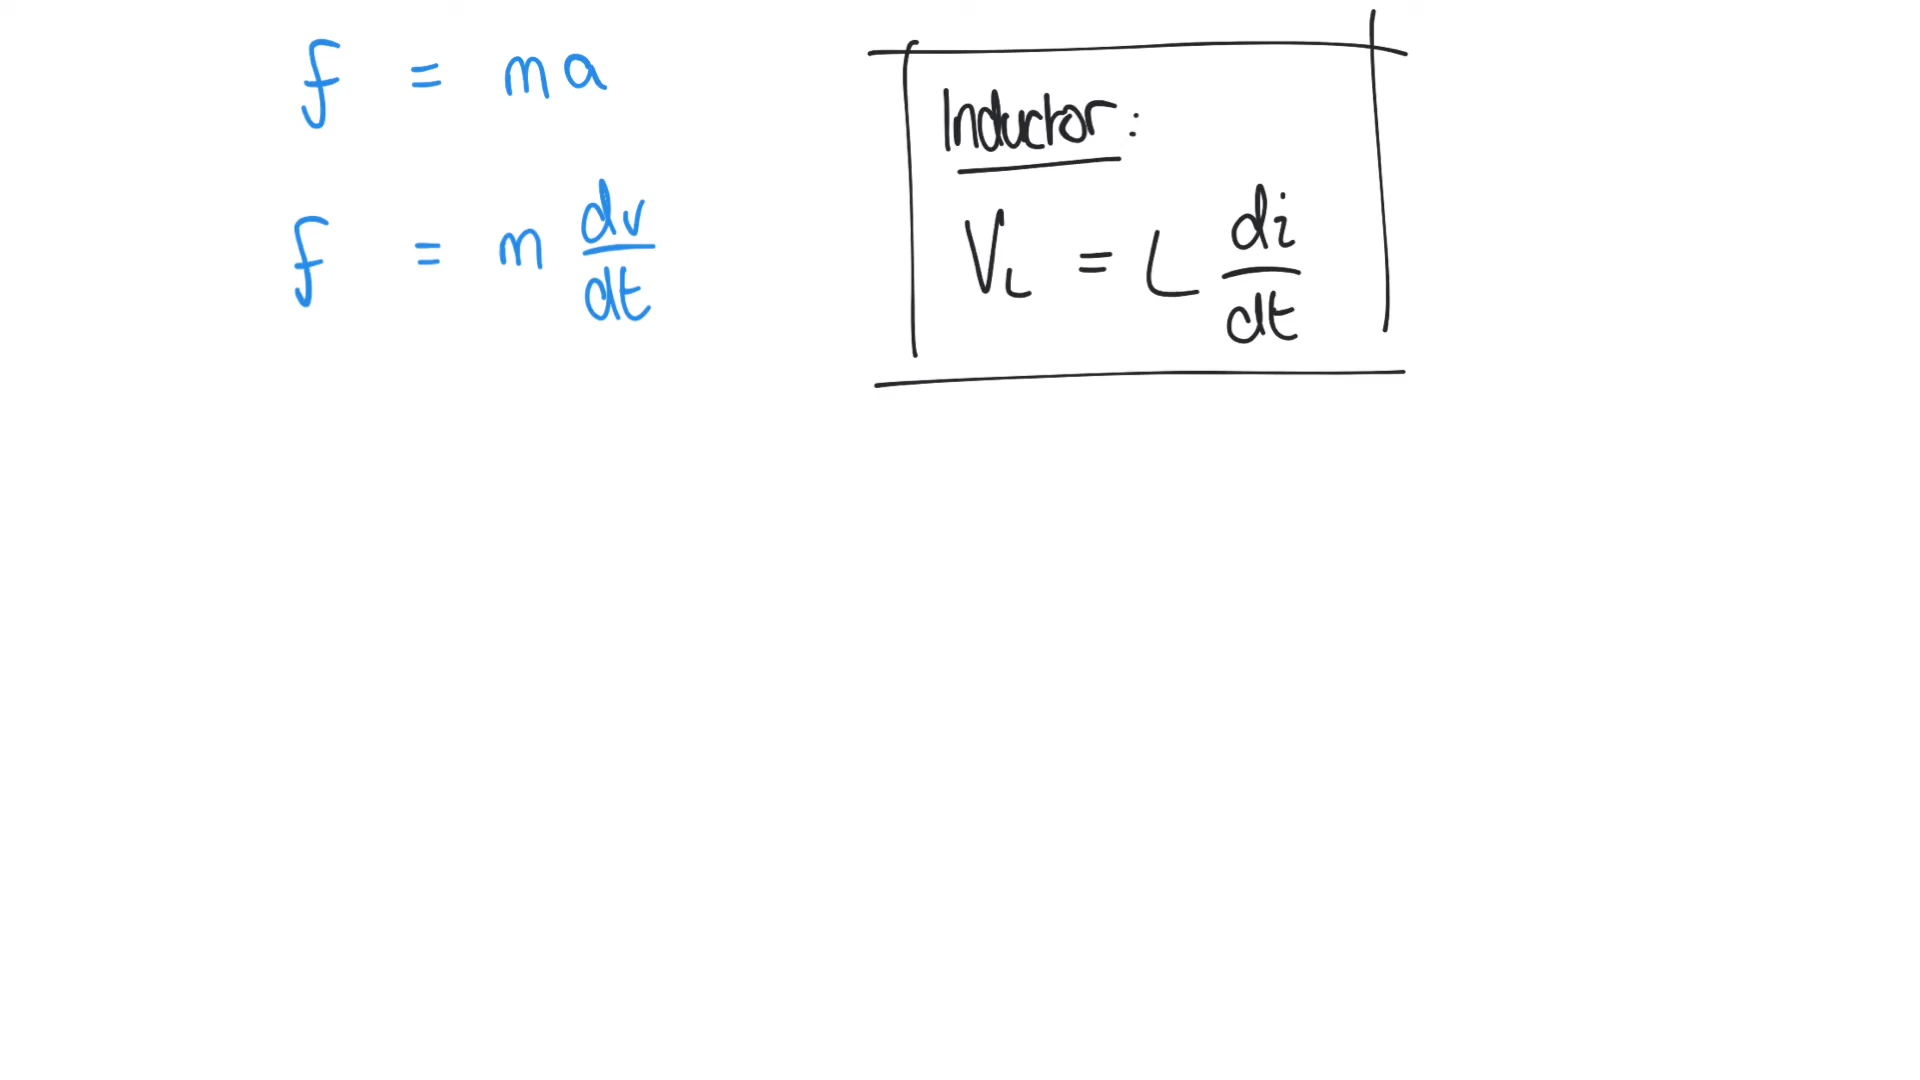 f = ma
f = m dv/dt
Inductor:
V_L = L di/dt